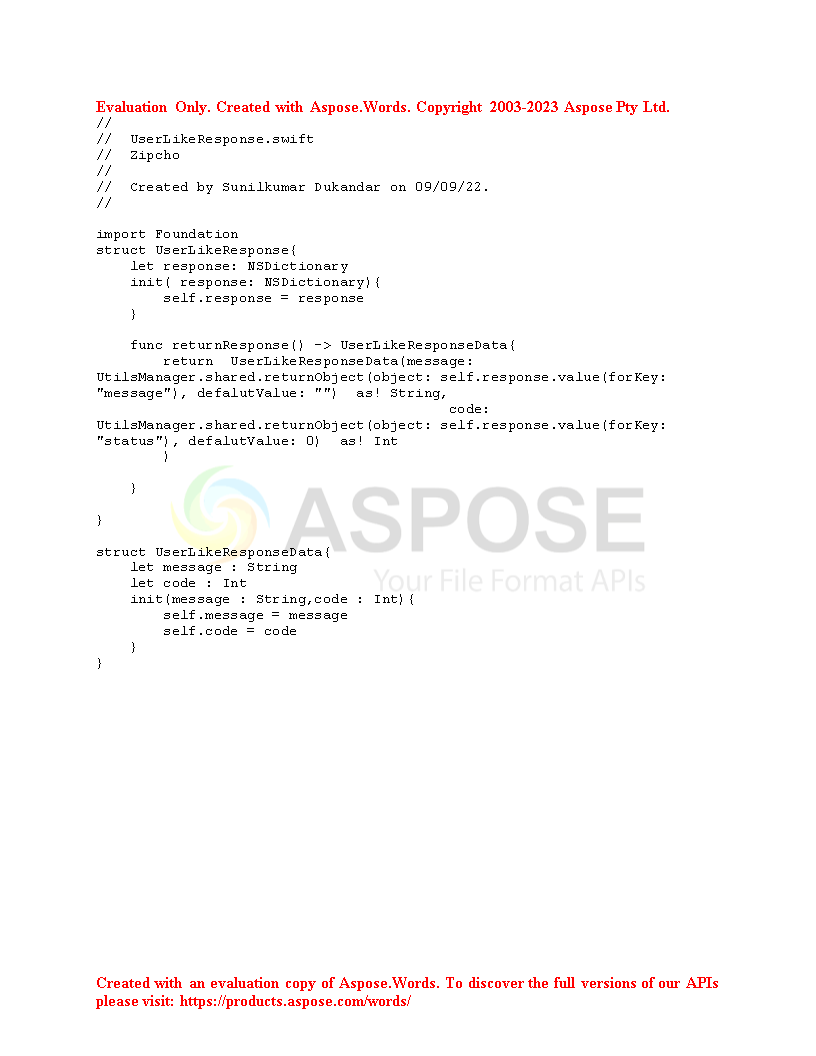 Evaluation Only. Created with Aspose.Words. Copyright 2003-2023 Aspose Pty Ltd.
//
//  UserLikeResponse.swift
//  Zipcho
//
//  Created by Sunilkumar Dukandar on 09/09/22.
//

import Foundation
struct UserLikeResponse{
    let response: NSDictionary
    init( response: NSDictionary){
        self.response = response
    }

    func returnResponse() -> UserLikeResponseData{
        return  UserLikeResponseData(message:
UtilsManager.shared.returnObject(object: self.response.value(forKey:
"message"), defalutValue: "")  as! String,
                                          code:
UtilsManager.shared.returnObject(object: self.response.value(forKey:
"status"), defalutValue: 0)  as! Int
        )

    }

}
ASPOSE
Your File Format APIs

struct UserLikeResponseData{
    let message : String
    let code : Int
    init(message : String,code : Int){
        self.message = message
        self.code = code
    }
}
Created with an evaluation copy of Aspose.Words. To discover the full versions of our APIs
please visit: https://products.aspose.com/words/